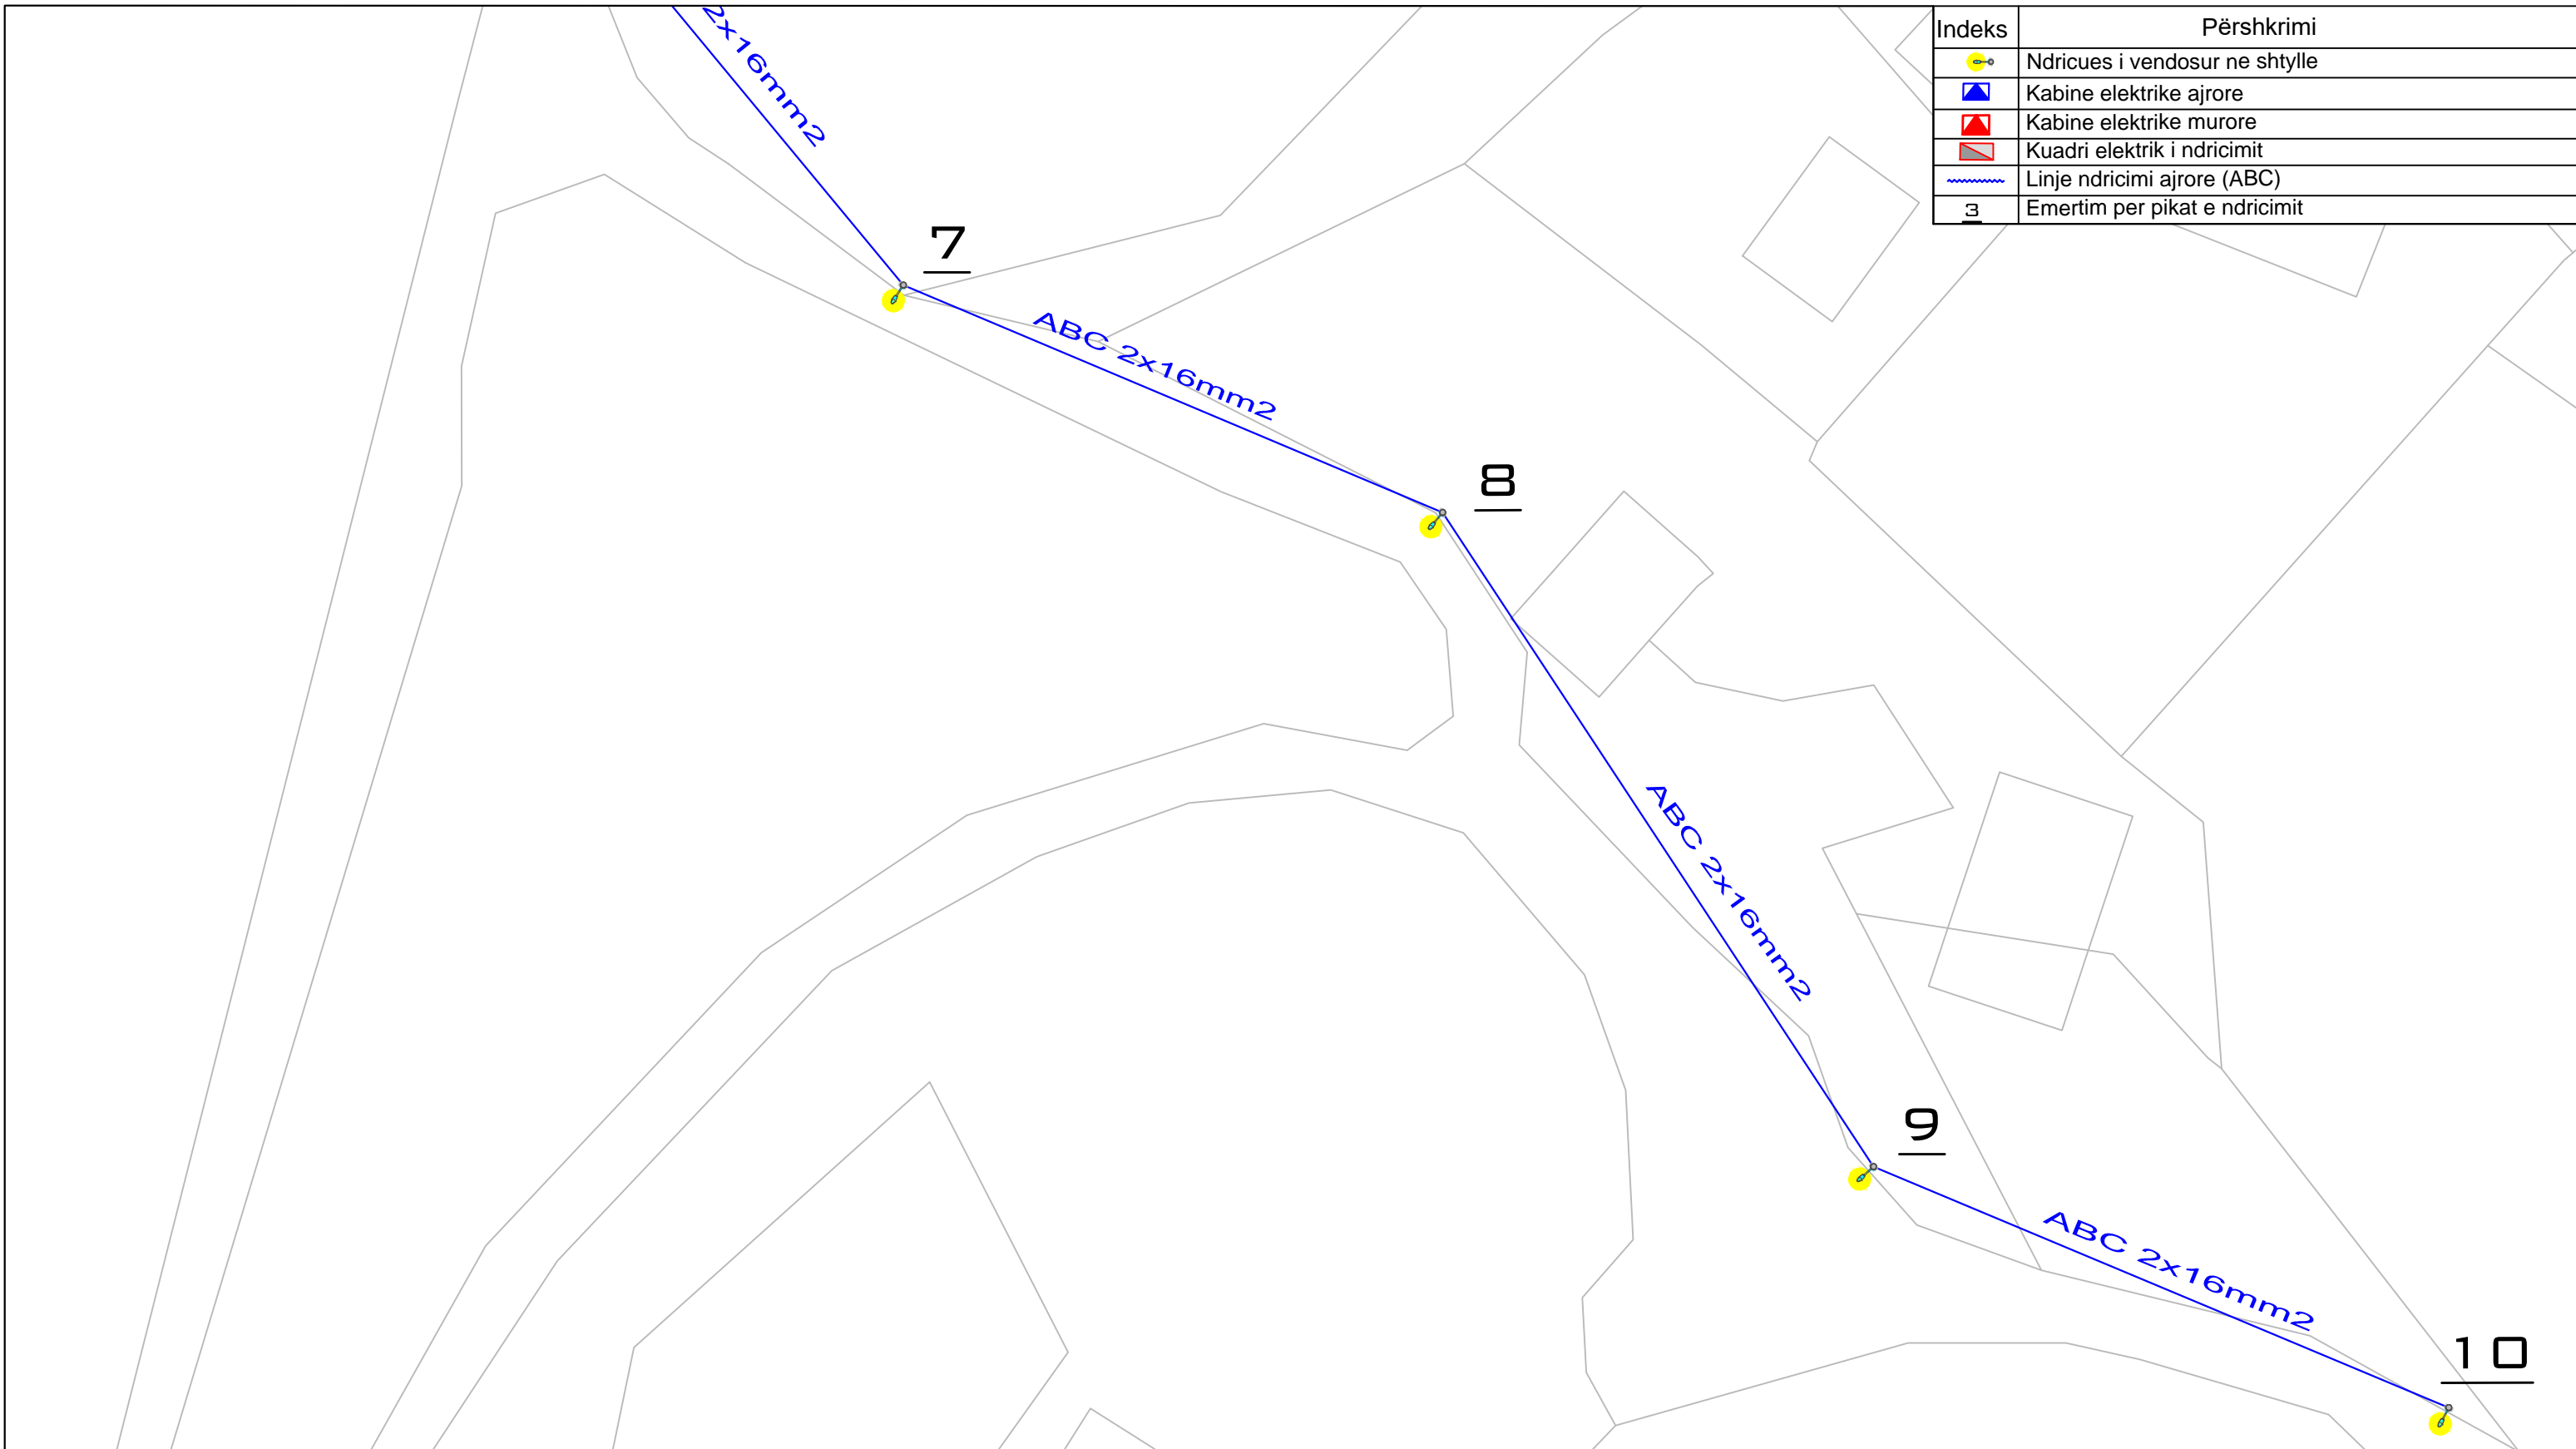 Indeks Përshkrimi
Ndricues i vendosur ne shtylle
Kabine elektrike ajrore
Kabine elektrike murore
Kuadri elektrik i ndricimit
Linje ndricimi ajrore (ABC)
3 Emertim per pikat e ndricimit
2x16mm2
7
ABC 2x16mm2
8
ABC 2x16mm2
9
ABC 2x16mm2
10